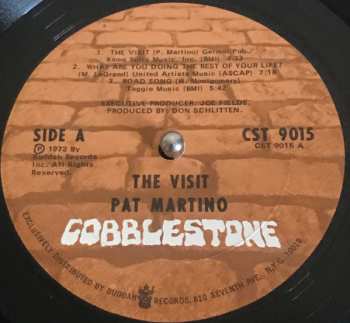 1. THE VISIT (P. Martino) Germel Pub.
Keno Suite Music, Inc. (BMI) 4:33
2. WHAT ARE YOU DOING THE REST OF YOUR LIFE?
(M. LeGrand) United Artists Music (ASCAP) 7:18
3. ROAD SONG (W. Montgomery)
Taggie Music (BMI) 5:42
EXECUTIVE PRODUCER: JOE FIELDS.
PRODUCED BY: DON SCHLITTEN.
SIDE A
CST 9015
℗ 1972 By
CST 9015 A
Buddah Records
Inc. All Rights
Reserved.
THE VISIT
PAT MARTINO
COBBLESTONE
EXCLUSIVELY DISTRIBUTED BY BUDDAH RECORDS, 810 SEVENTH AVE., N.Y.C. 10019